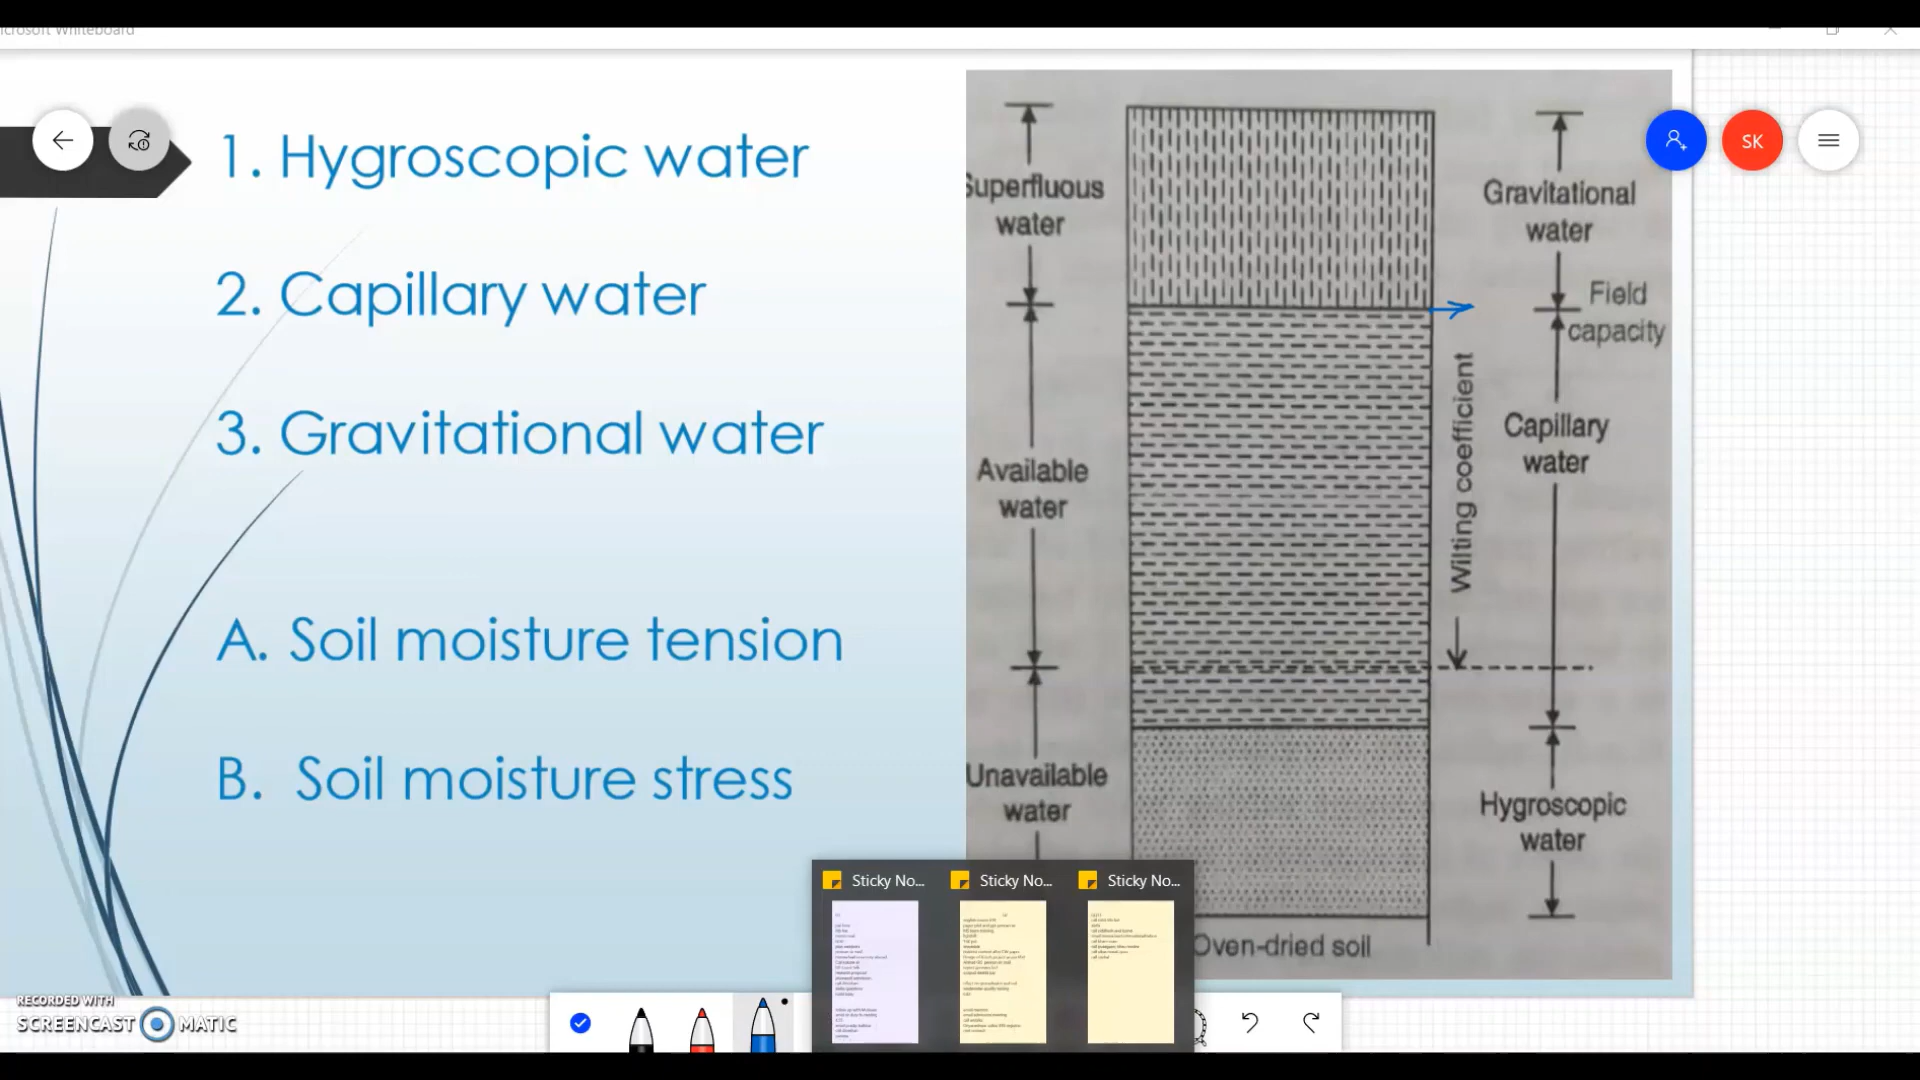 Microsoft Whiteboard
1. Hygroscopic water
2. Capillary water
3. Gravitational water
A. Soil moisture tension
B. Soil moisture stress
Superfluous
water
Available
water
Unavailable
water
Gravitational
water
Field
capacity
Wilting coefficient
Capillary
water
Hygroscopic
water
Oven-dried soil
SK
Sticky No...
Sticky No...
Sticky No...
RECORDED WITH
SCREENCAST MATIC